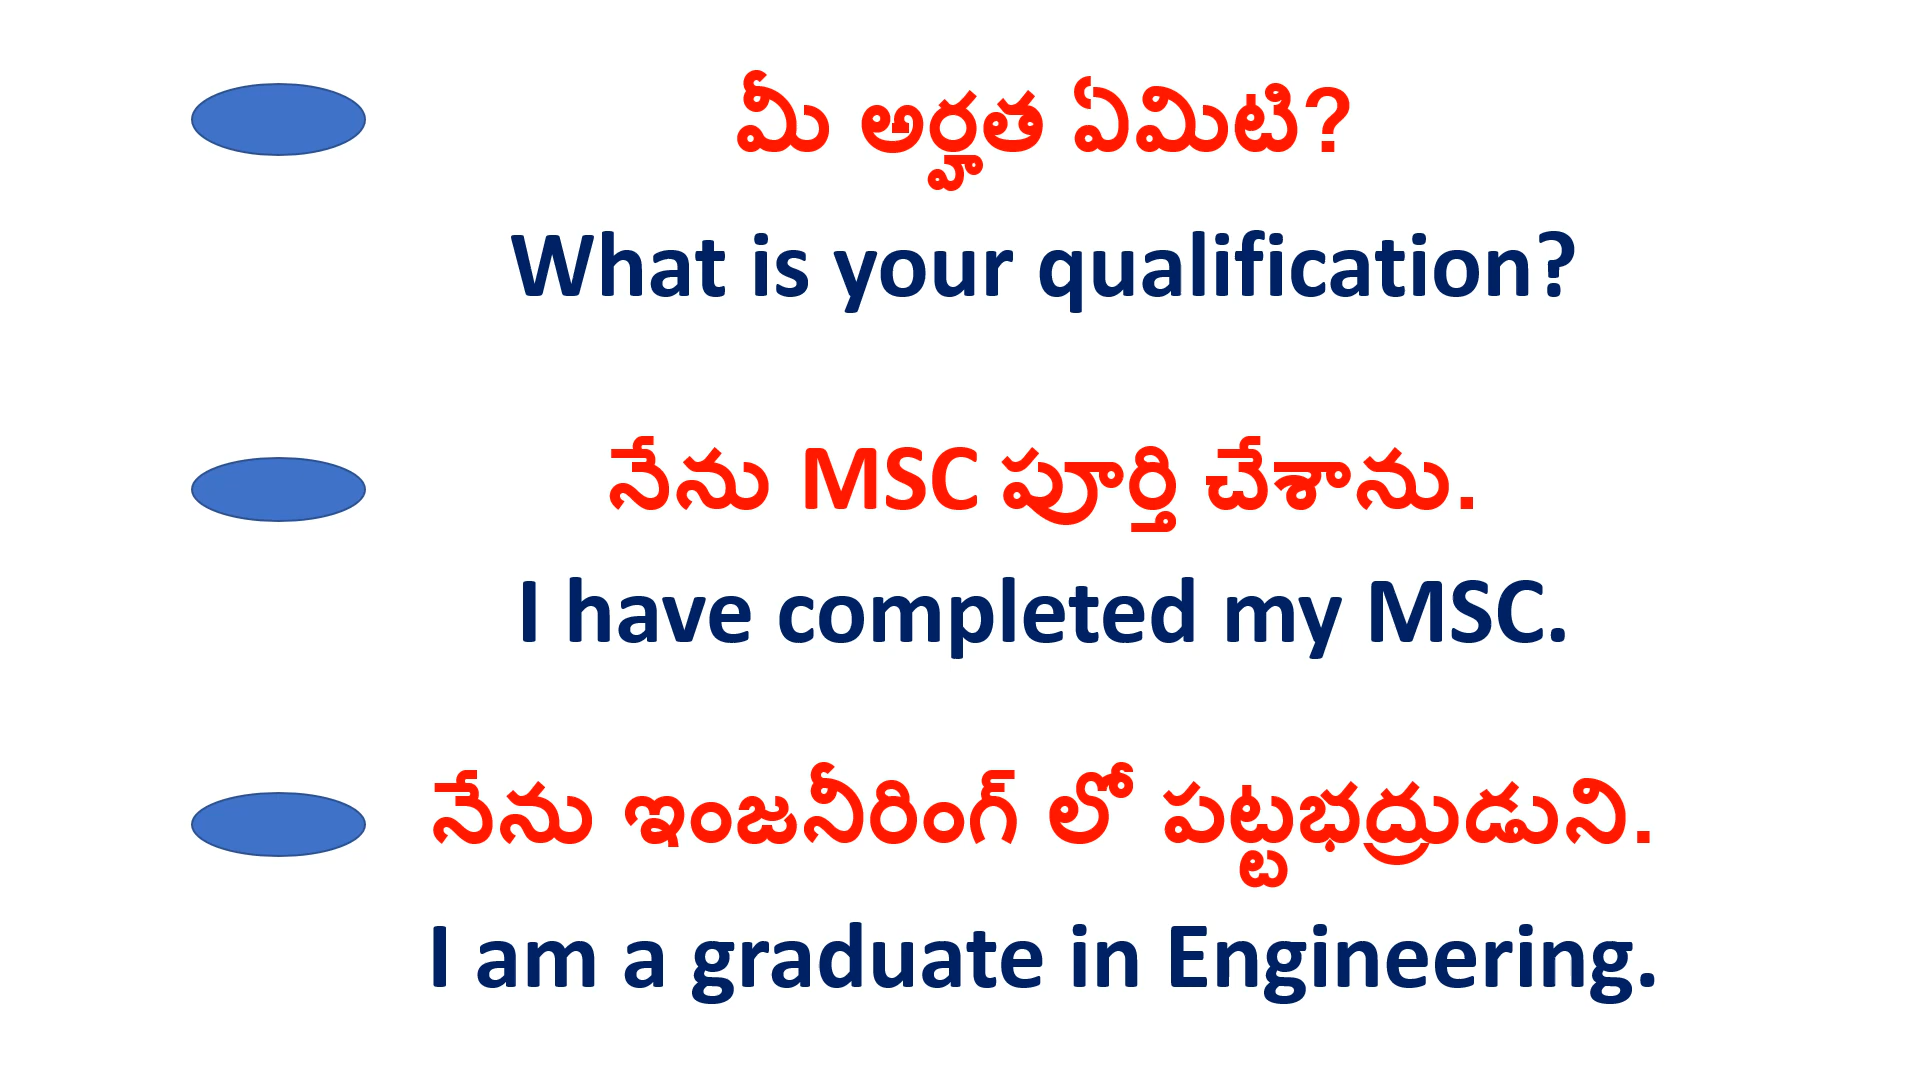 మీ అర్హత ఏమిటి?
What is your qualification?
నేను MSC పూర్తి చేశాను.
I have completed my MSC.
నేను ఇంజనీరింగ్ లో పట్టభద్రుడుని.
I am a graduate in Engineering.